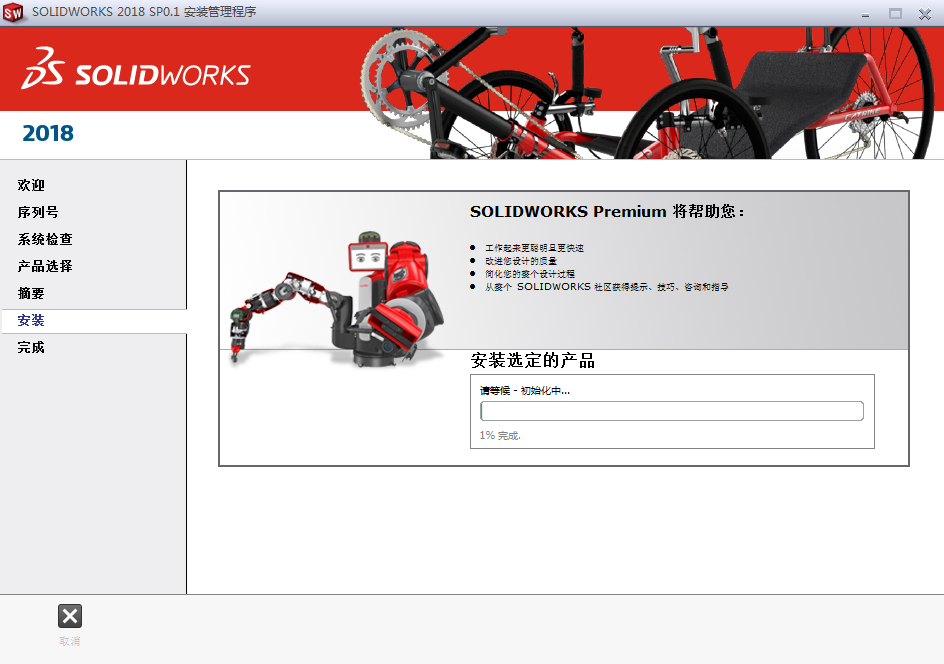 SOLIDWORKS 2018 SP0.1 安装管理程序
SOLIDWORKS
2018
欢迎
序列号
系统检查
产品选择
摘要
安装
完成
SOLIDWORKS Premium 将帮助您：
工作起来更聪明且更快速
改进您设计的质量
简化您的整个设计过程
从整个 SOLIDWORKS 社区获得提示、技巧、咨询和指导
安装选定的产品
请等候 - 初始化中...
1% 完成.
取消
CATRIKE